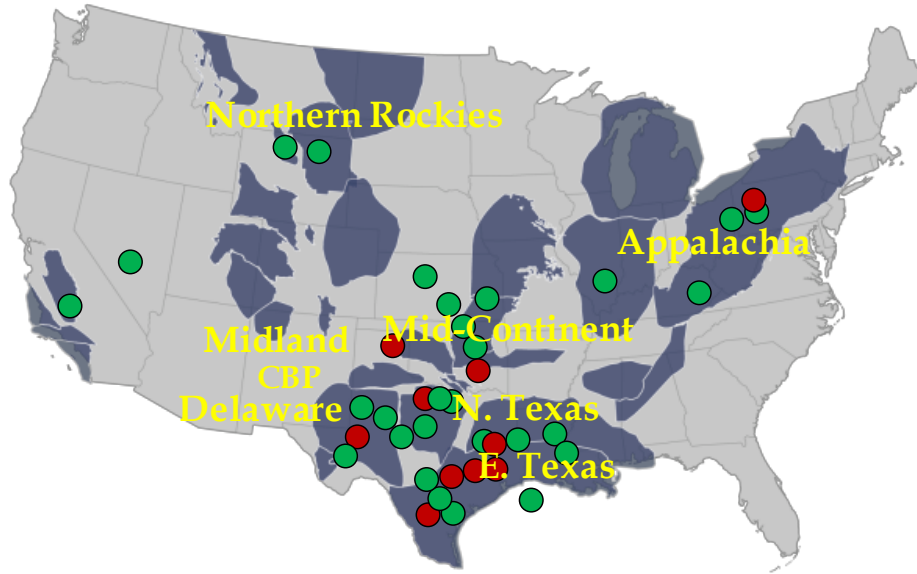 Northern Rockies
Appalachia
Mid-Continent
Midland
CBP
Delaware
N. Texas
E. Texas